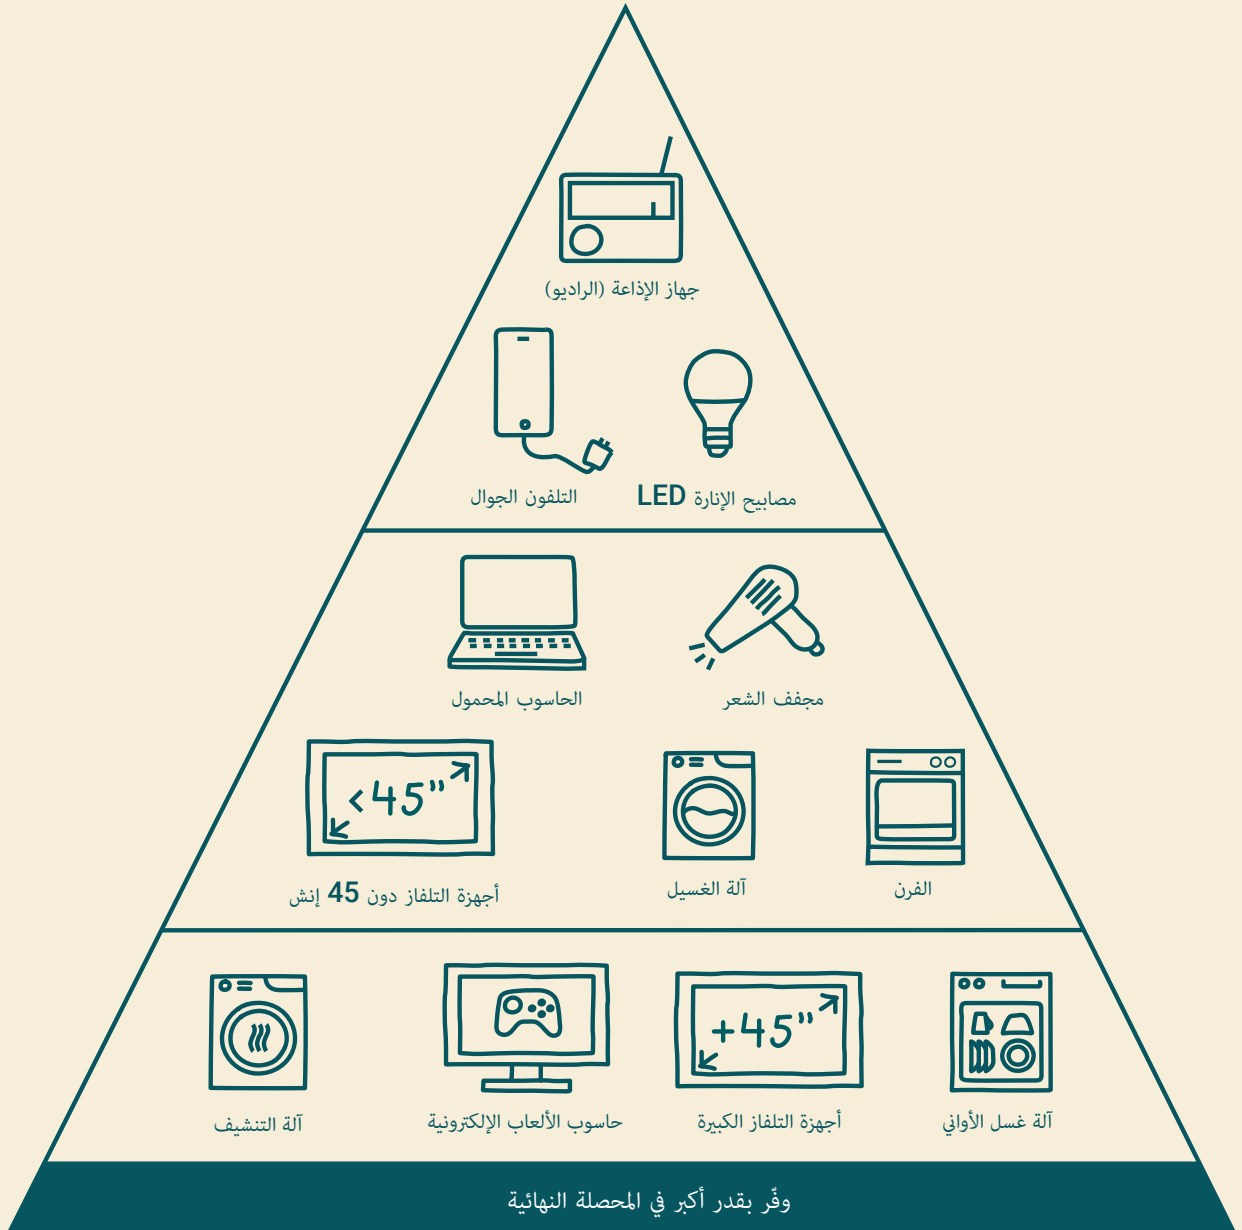 جهاز الإذاعة (الراديو)
مصابيح الإنارة LED
التلفون الجوال
مجفف الشعر
الحاسوب المحمول
<45”
الفرن
آلة الغسيل
أجهزة التلفاز دون 45 إنش
+45”
آلة غسل الأواني
أجهزة التلفاز الكبيرة
حاسوب الألعاب الإلكترونية
آلة التنشيف
وفّر بقدر أكبر في المحصلة النهائية